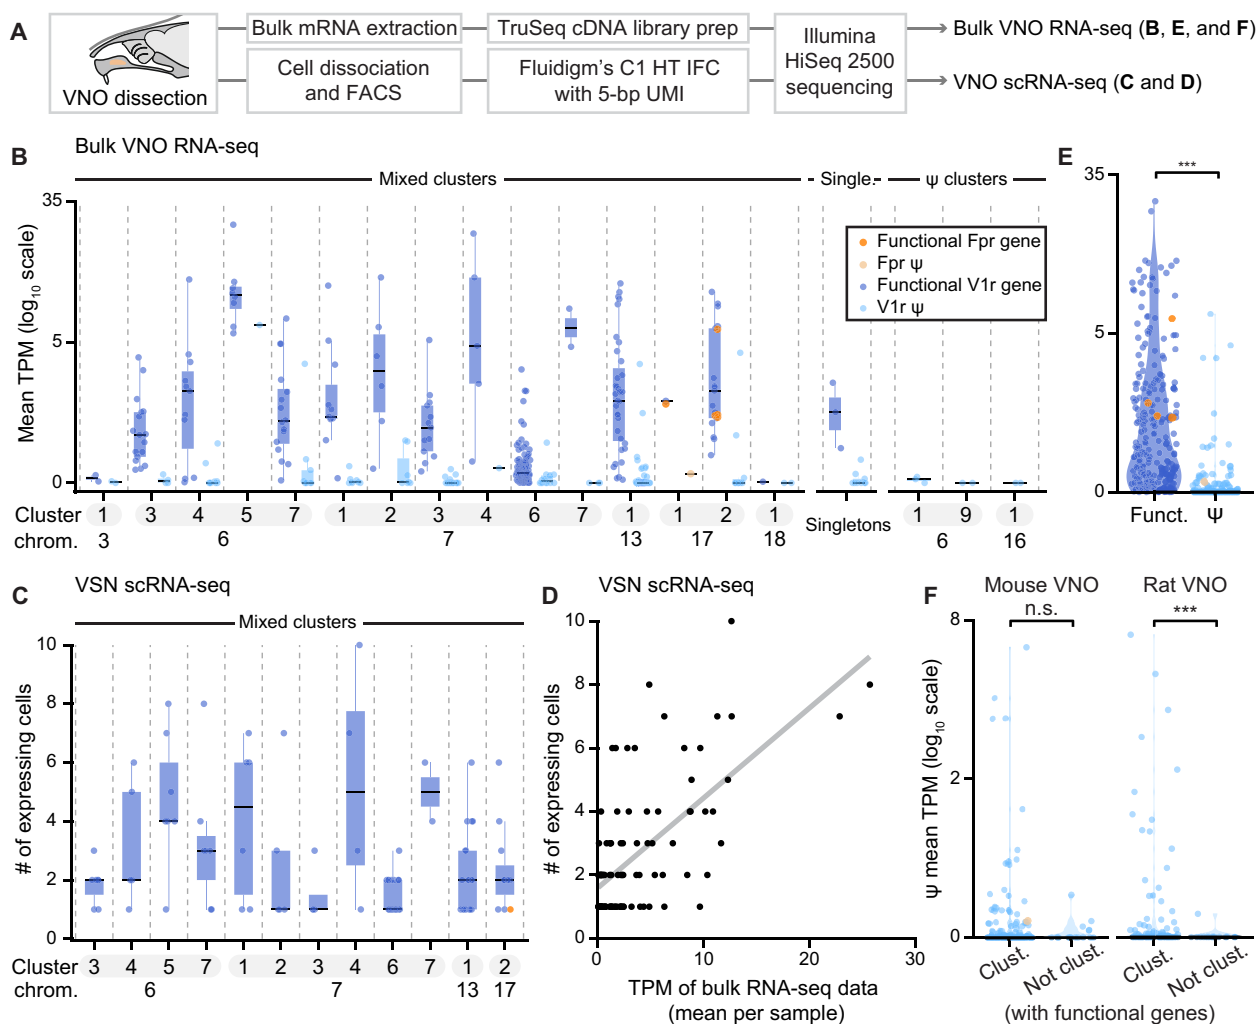 A
VNO dissection
Bulk mRNA extraction
TruSeq cDNA library prep
Cell dissociation
and FACS
Fluidigm's C1 HT IFC
with 5-bp UMI
Illumina
HiSeq 2500
sequencing
Bulk VNO RNA-seq (B, E, and F)
VNO scRNA-seq (C and D)
B
Bulk VNO RNA-seq
Mixed clusters
Single.
ψ clusters
Mean TPM (log10 scale)
35
5
0
Functional Fpr gene
Fpr ψ
Functional V1r gene
V1r ψ
Cluster 1 3 4 5 7 1 2 3 4 6 7 1 1 2 1 Singletons 1 9 1
chrom. 3 6 7 13 17 18 6 16
E
***
35
5
0
Funct. ψ
C
VSN scRNA-seq
Mixed clusters
# of expressing cells
10
8
6
4
2
0
Cluster 3 4 5 7 1 2 3 4 6 7 1 2
chrom. 6 7 13 17
D
VSN scRNA-seq
# of expressing cells
10
8
6
4
2
0
0 10 20 30
TPM of bulk RNA-seq data
(mean per sample)
F
Mouse VNO Rat VNO
n.s. ***
ψ mean TPM (log10 scale)
8
2
0
Clust. Not clust. Clust. Not clust.
(with functional genes)